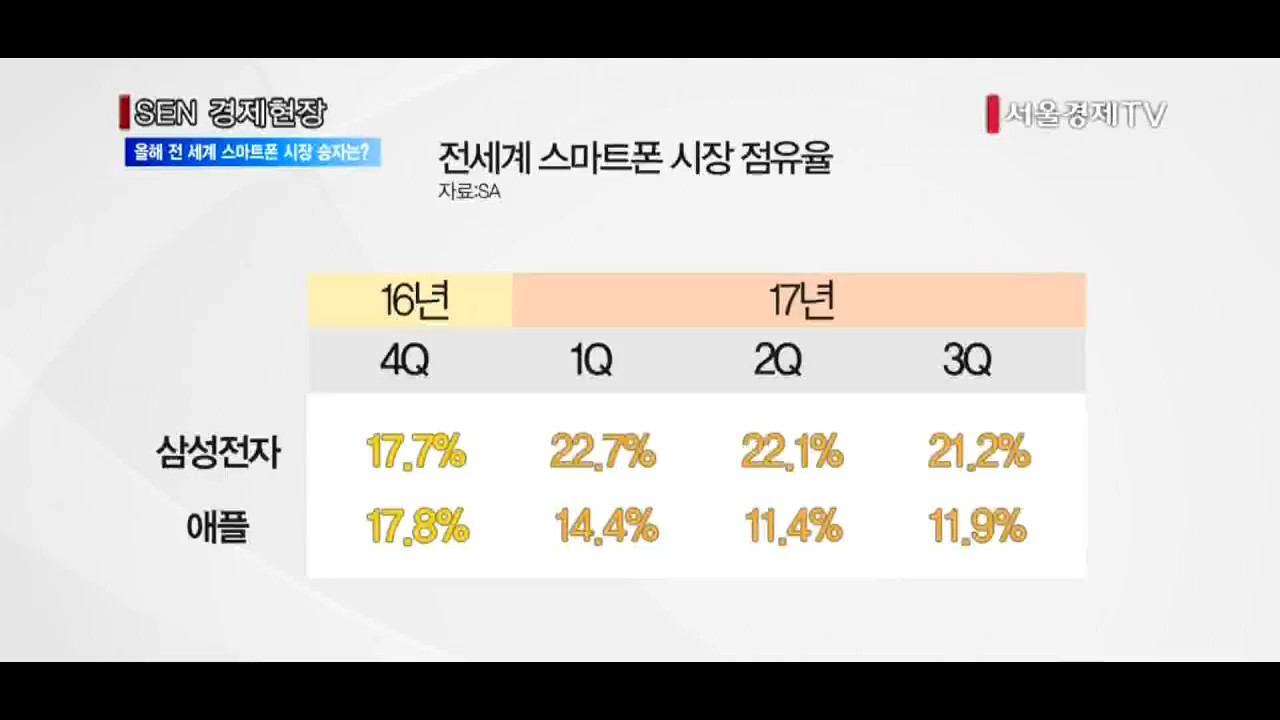 SEN 경제현장
서울경제TV
올해 전 세계 스마트폰 시장 승자는?
전세계 스마트폰 시장 점유율
자료:SA
16년 17년
4Q 1Q 2Q 3Q
삼성전자 17.7% 22.7% 22.1% 21.2%
애플 17.8% 14.4% 11.4% 11.9%